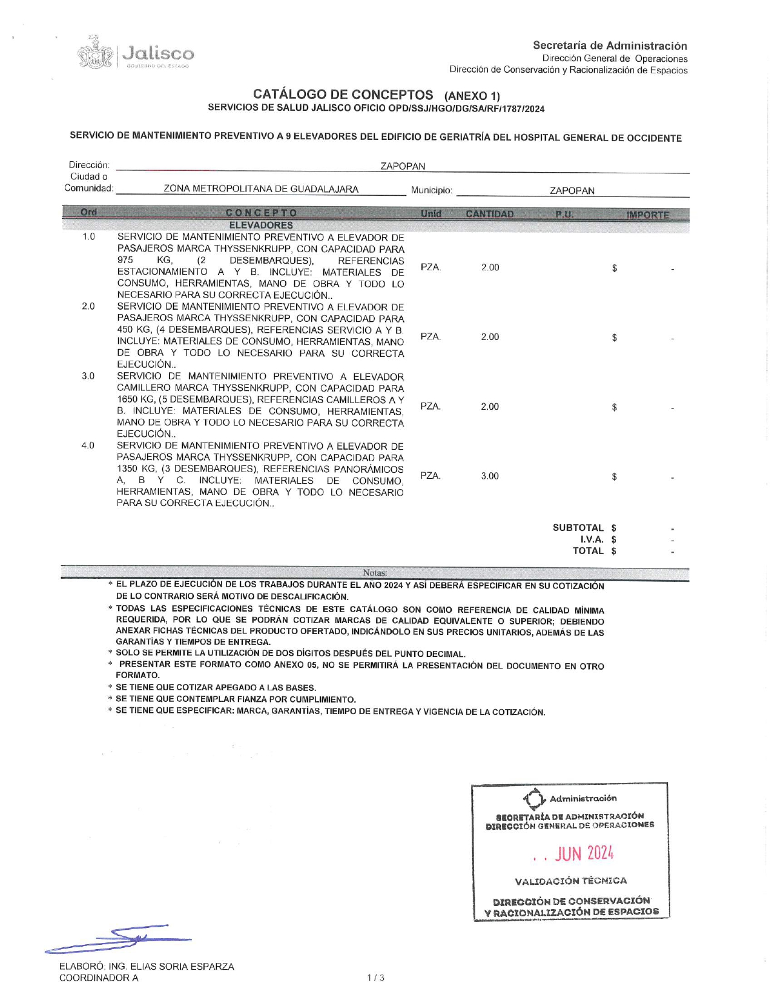 Jalisco
GOBIERNO DEL ESTADO
Secretaría de Administración
Dirección General de Operaciones
Dirección de Conservación y Racionalización de Espacios
CATÁLOGO DE CONCEPTOS (ANEXO 1)
SERVICIOS DE SALUD JALISCO OFICIO OPD/SSJ/HGO/DG/SA/RF/1787/2024
SERVICIO DE MANTENIMIENTO PREVENTIVO A 9 ELEVADORES DEL EDIFICIO DE GERIATRÍA DEL HOSPITAL GENERAL DE OCCIDENTE
Dirección: ZAPOPAN
Ciudad o
Comunidad: ZONA METROPOLITANA DE GUADALAJARA Municipio: ZAPOPAN
Ord CONCEPTO Unid CANTIDAD P.U. IMPORTE
ELEVADORES
1.0 SERVICIO DE MANTENIMIENTO PREVENTIVO A ELEVADOR DE
PASAJEROS MARCA THYSSENKRUPP, CON CAPACIDAD PARA
975 KG, (2 DESEMBARQUES), REFERENCIAS
ESTACIONAMIENTO A Y B. INCLUYE: MATERIALES DE PZA. 2.00 $ -
CONSUMO, HERRAMIENTAS, MANO DE OBRA Y TODO LO
NECESARIO PARA SU CORRECTA EJECUCIÓN..
2.0 SERVICIO DE MANTENIMIENTO PREVENTIVO A ELEVADOR DE
PASAJEROS MARCA THYSSENKRUPP, CON CAPACIDAD PARA
450 KG, (4 DESEMBARQUES), REFERENCIAS SERVICIO A Y B.
INCLUYE: MATERIALES DE CONSUMO, HERRAMIENTAS, MANO PZA. 2.00 $ -
DE OBRA Y TODO LO NECESARIO PARA SU CORRECTA
EJECUCIÓN..
3.0 SERVICIO DE MANTENIMIENTO PREVENTIVO A ELEVADOR
CAMILLERO MARCA THYSSENKRUPP, CON CAPACIDAD PARA
1650 KG, (5 DESEMBARQUES), REFERENCIAS CAMILLEROS A Y
B. INCLUYE: MATERIALES DE CONSUMO, HERRAMIENTAS, PZA. 2.00 $ -
MANO DE OBRA Y TODO LO NECESARIO PARA SU CORRECTA
EJECUCIÓN..
4.0 SERVICIO DE MANTENIMIENTO PREVENTIVO A ELEVADOR DE
PASAJEROS MARCA THYSSENKRUPP, CON CAPACIDAD PARA
1350 KG, (3 DESEMBARQUES), REFERENCIAS PANORÁMICOS
A, B Y C. INCLUYE: MATERIALES DE CONSUMO, PZA. 3.00 $ -
HERRAMIENTAS, MANO DE OBRA Y TODO LO NECESARIO
PARA SU CORRECTA EJECUCIÓN..
SUBTOTAL $ -
I.V.A. $ -
TOTAL $ -
Notas:
* EL PLAZO DE EJECUCIÓN DE LOS TRABAJOS DURANTE EL AÑO 2024 Y ASÍ DEBERÁ ESPECIFICAR EN SU COTIZACIÓN
DE LO CONTRARIO SERÁ MOTIVO DE DESCALIFICACIÓN.
* TODAS LAS ESPECIFICACIONES TÉCNICAS DE ESTE CATÁLOGO SON COMO REFERENCIA DE CALIDAD MÍNIMA
REQUERIDA, POR LO QUE SE PODRÁN COTIZAR MARCAS DE CALIDAD EQUIVALENTE O SUPERIOR; DEBIENDO
ANEXAR FICHAS TÉCNICAS DEL PRODUCTO OFERTADO, INDICÁNDOLO EN SUS PRECIOS UNITARIOS, ADEMÁS DE LAS
GARANTÍAS Y TIEMPOS DE ENTREGA.
* SOLO SE PERMITE LA UTILIZACIÓN DE DOS DÍGITOS DESPUÉS DEL PUNTO DECIMAL.
* PRESENTAR ESTE FORMATO COMO ANEXO 05, NO SE PERMITIRÁ LA PRESENTACIÓN DEL DOCUMENTO EN OTRO
FORMATO.
* SE TIENE QUE COTIZAR APEGADO A LAS BASES.
* SE TIENE QUE CONTEMPLAR FIANZA POR CUMPLIMIENTO.
* SE TIENE QUE ESPECIFICAR: MARCA, GARANTÍAS, TIEMPO DE ENTREGA Y VIGENCIA DE LA COTIZACIÓN.
Administración
SECRETARÍA DE ADMINISTRACIÓN
DIRECCIÓN GENERAL DE OPERACIONES
JUN 2024
VALIDACIÓN TÉCNICA
DIRECCIÓN DE CONSERVACIÓN
Y RACIONALIZACIÓN DE ESPACIOS
ELABORÓ: ING. ELIAS SORIA ESPARZA
COORDINADOR A
1 / 3